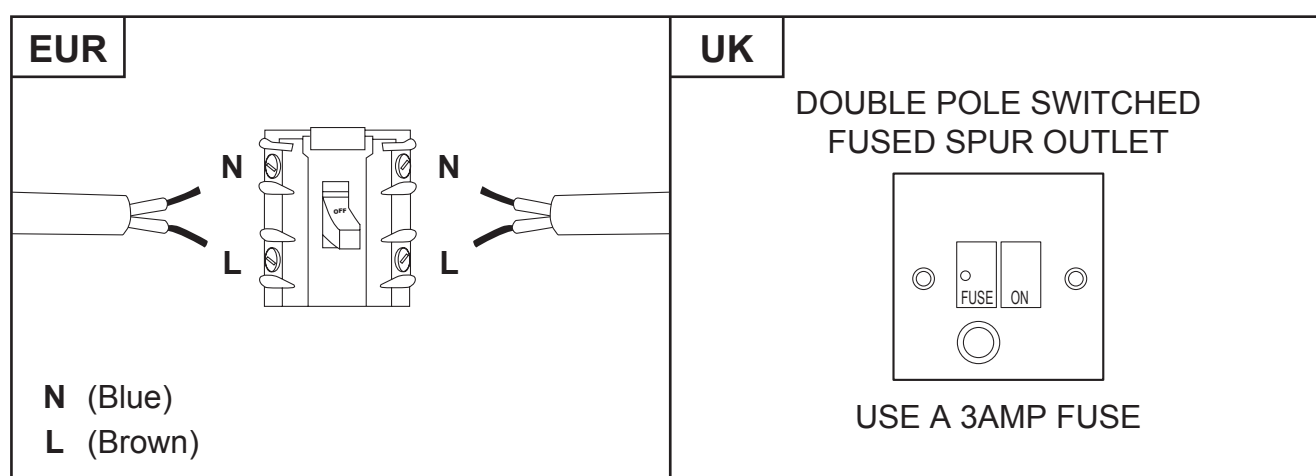 EUR
N
N
OFF
L
L
N (Blue)
L (Brown)
UK
DOUBLE POLE SWITCHED
FUSED SPUR OUTLET
FUSE ON
USE A 3AMP FUSE